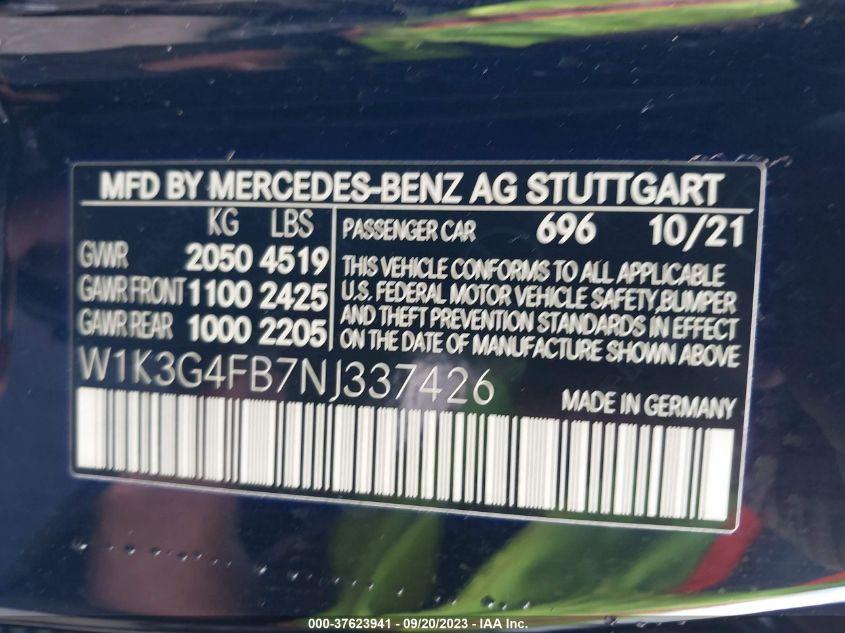 MFD BY MERCEDES-BENZ AG STUTTGART
KG LBS
GVWR 2050 4519
GAWR FRONT 1100 2425
GAWR REAR 1000 2205
PASSENGER CAR 696 10/21
THIS VEHICLE CONFORMS TO ALL APPLICABLE
U.S. FEDERAL MOTOR VEHICLE SAFETY,BUMPER
AND THEFT PREVENTION STANDARDS IN EFFECT
ON THE DATE OF MANUFACTURE SHOWN ABOVE.
W1K3G4FB7NJ337426
MADE IN GERMANY
000-37623941 - 09/20/2023 - IAA Inc.